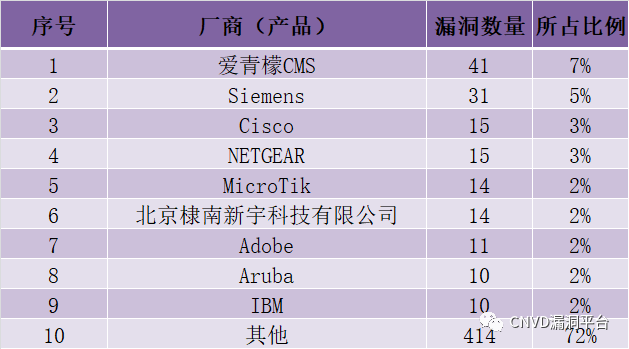 序号 厂商（产品） 漏洞数量 所占比例
1 爱青檬CMS 41 7%
2 Siemens 31 5%
3 Cisco 15 3%
4 NETGEAR 15 3%
5 MicroTik 14 2%
6 北京棣南新宇科技有限公司 14 2%
7 Adobe 11 2%
8 Aruba 10 2%
9 IBM 10 2%
10 其他 414 72%
CNVD漏洞平台